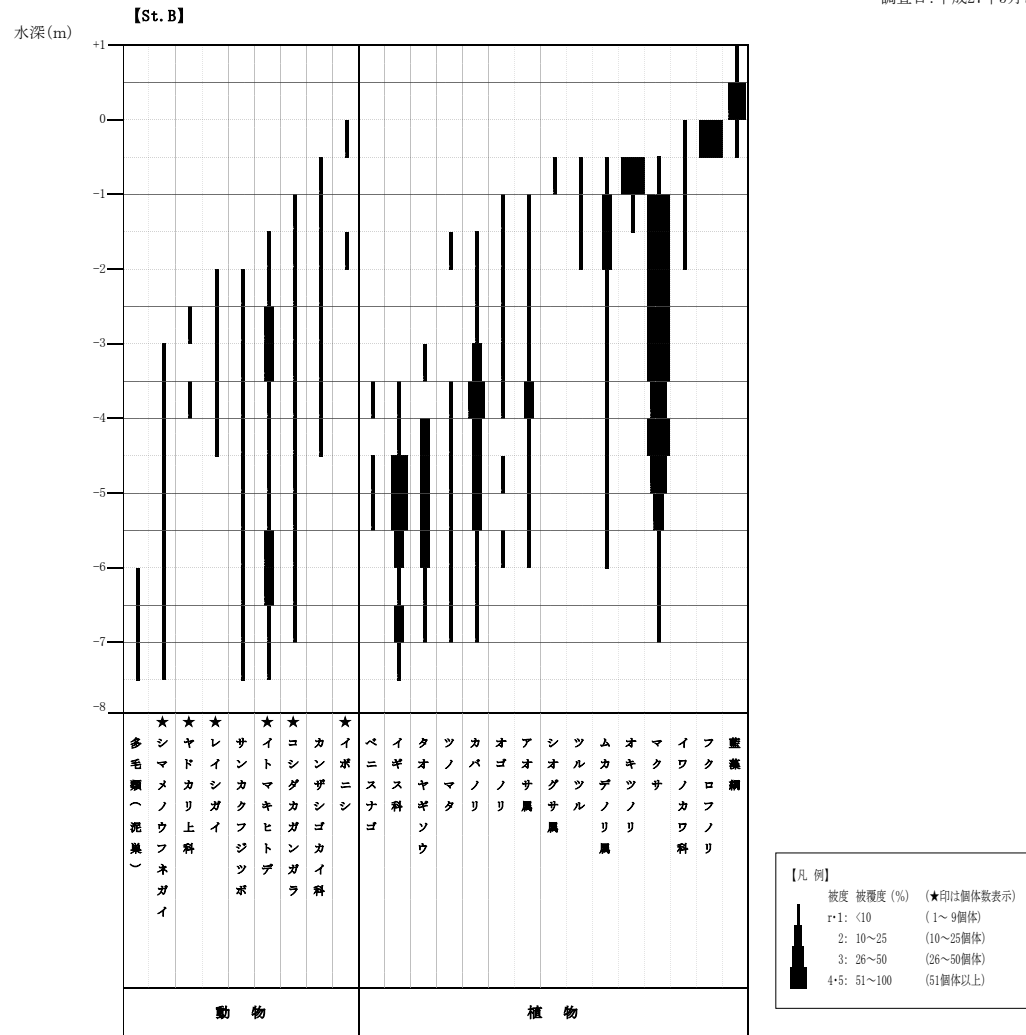 【St.B】
水深(m)
+1
0
-1
-2
-3
-4
-5
-6
-7
-8
多毛類(泥巣)
★シマメノウフネガイ
★ヤドカリ上科
★レイシガイ
サンカクフジツボ
★イトマキヒトデ
★コシダカガンガラ
カンザシゴカイ科
★イボニシ
ベニスナゴ
イギス科
タオヤギソウ
ツノマタ
カバノリ
オゴノリ
アオサ属
シオグサ属
ツルツル
ムカデノリ属
オキツノリ
マクサ
イワノカワ科
フクロフノリ
藍藻綱
動 物
植 物
【凡 例】
被度 被覆度(%) (★印は個体数表示)
r・1: <10 ( 1～ 9個体)
2: 10～25 (10～25個体)
3: 26～50 (26～50個体)
4・5: 51～100 (51個体以上)